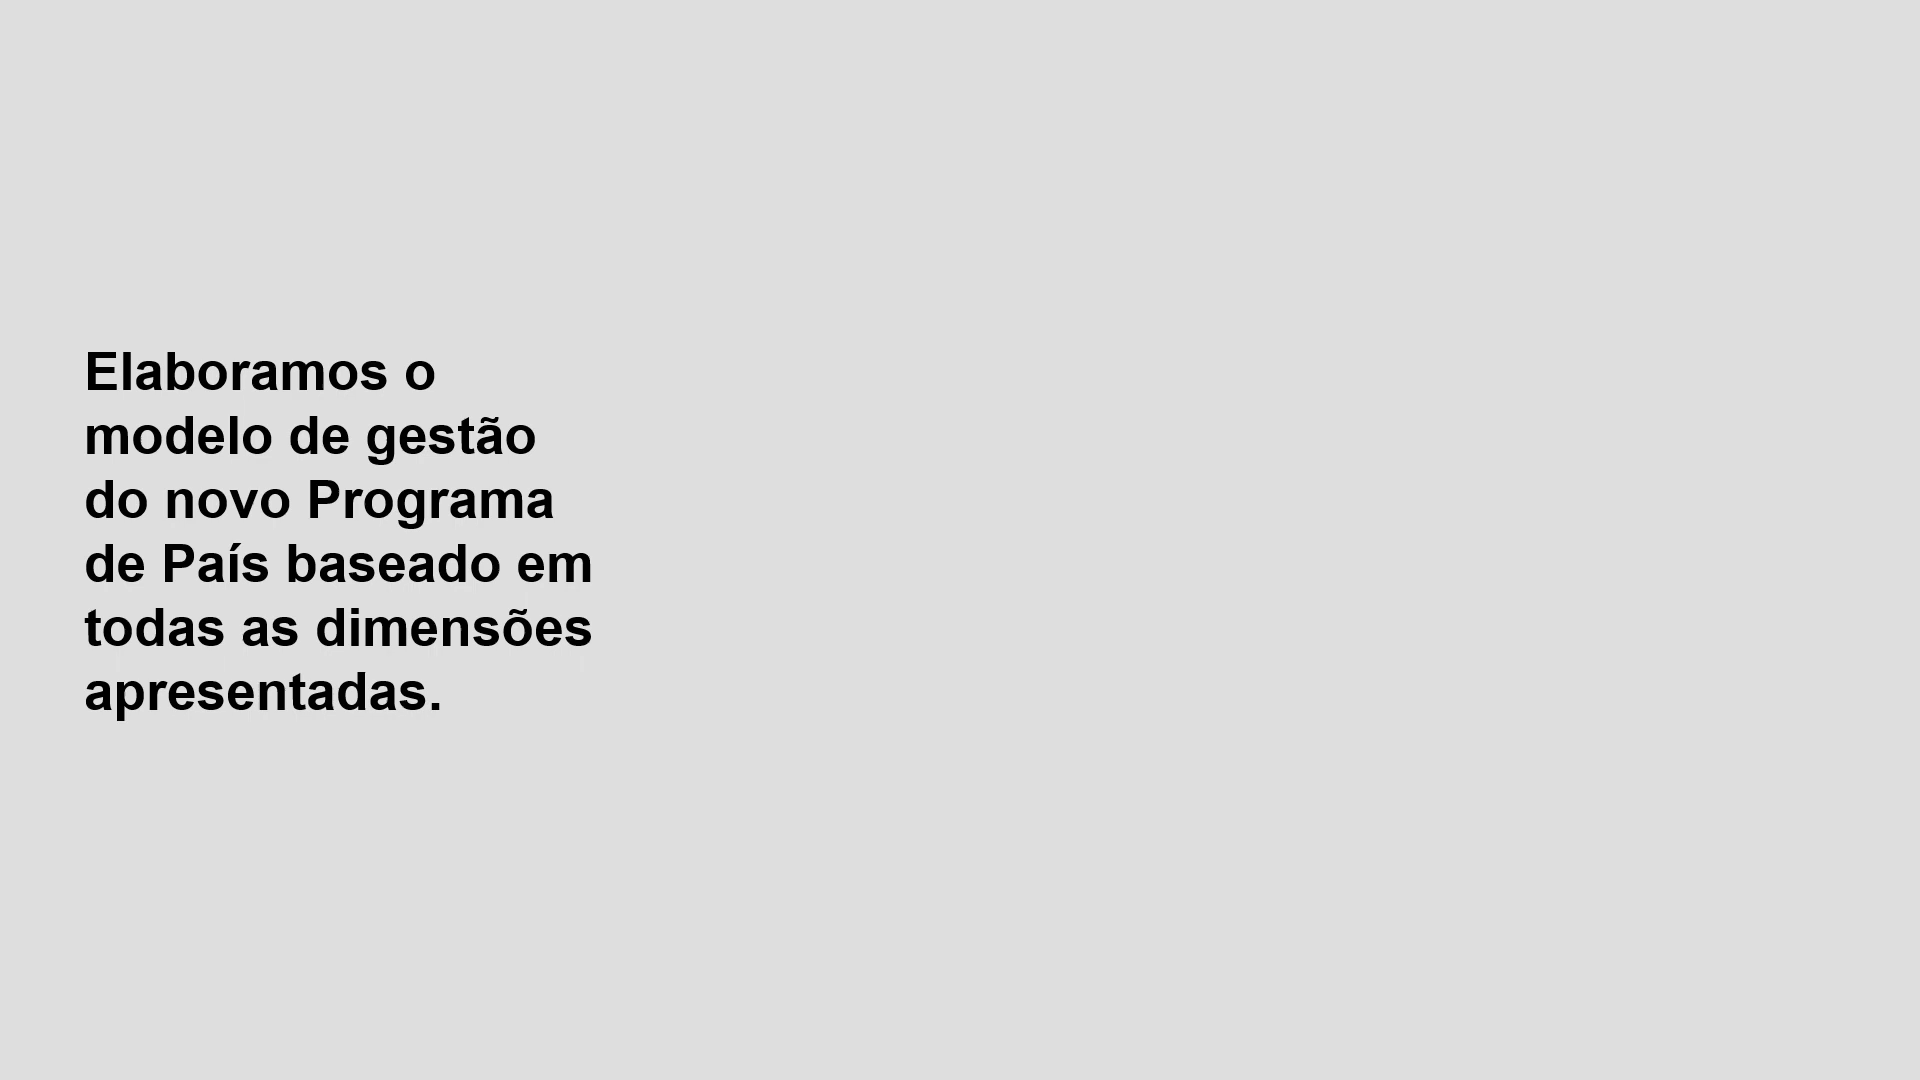 Elaboramos o
modelo de gestão
do novo Programa
de País baseado em
todas as dimensões
apresentadas.